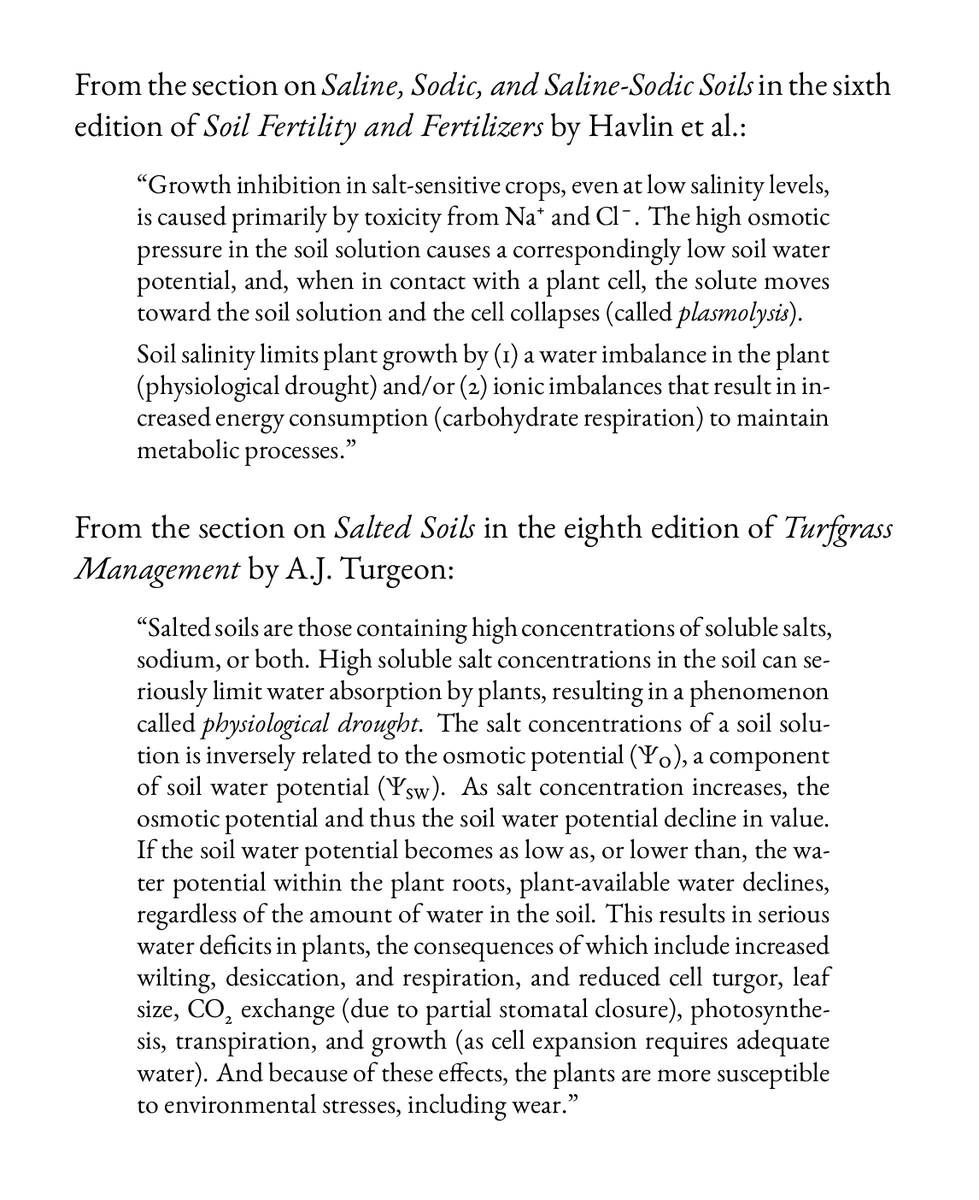 From the section on Saline, Sodic, and Saline-Sodic Soils in the sixth
edition of Soil Fertility and Fertilizers by Havlin et al.:
“Growth inhibition in salt-sensitive crops, even at low salinity levels,
is caused primarily by toxicity from Na⁺ and Cl⁻. The high osmotic
pressure in the soil solution causes a correspondingly low soil water
potential, and, when in contact with a plant cell, the solute moves
toward the soil solution and the cell collapses (called plasmolysis).
Soil salinity limits plant growth by (1) a water imbalance in the plant
(physiological drought) and/or (2) ionic imbalances that result in in-
creased energy consumption (carbohydrate respiration) to maintain
metabolic processes.”
From the section on Salted Soils in the eighth edition of Turfgrass
Management by A.J. Turgeon:
“Salted soils are those containing high concentrations of soluble salts,
sodium, or both. High soluble salt concentrations in the soil can se-
riously limit water absorption by plants, resulting in a phenomenon
called physiological drought. The salt concentrations of a soil solu-
tion is inversely related to the osmotic potential (Ψo), a component
of soil water potential (Ψsw). As salt concentration increases, the
osmotic potential and thus the soil water potential decline in value.
If the soil water potential becomes as low as, or lower than, the wa-
ter potential within the plant roots, plant-available water declines,
regardless of the amount of water in the soil. This results in serious
water deficits in plants, the consequences of which include increased
wilting, desiccation, and respiration, and reduced cell turgor, leaf
size, CO₂ exchange (due to partial stomatal closure), photosynthe-
sis, transpiration, and growth (as cell expansion requires adequate
water). And because of these effects, the plants are more susceptible
to environmental stresses, including wear.”